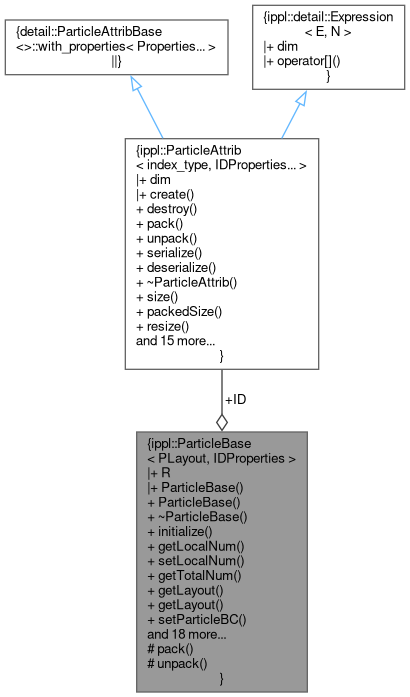 {detail::ParticleAttribBase
<>::with_properties< Properties... >
||}
{ippl::detail::Expression
< E, N >
|+ dim
|+ operator[]()
}
{ippl::ParticleAttrib
< index_type, IDProperties... >
|+ dim
|+ create()
+ destroy()
+ pack()
+ unpack()
+ serialize()
+ deserialize()
+ ~ParticleAttrib()
+ size()
+ packedSize()
+ resize()
and 15 more...
}
+ID
{ippl::ParticleBase
< PLayout, IDProperties >
|+ R
|+ ParticleBase()
+ ParticleBase()
+ ~ParticleBase()
+ initialize()
+ getLocalNum()
+ setLocalNum()
+ getTotalNum()
+ getLayout()
+ getLayout()
+ setParticleBC()
and 18 more...
# pack()
# unpack()
}